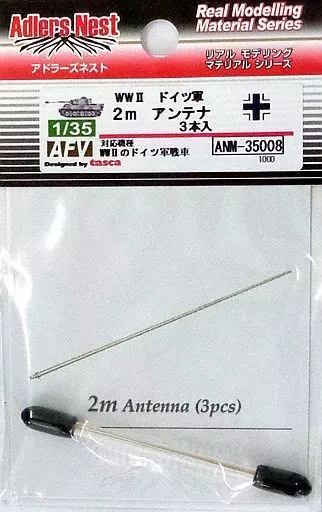 Adlers Nest
アドラーズネスト
Real Modelling
Material Series
リアル モデリング
マテリアル シリーズ
WWⅡ ドイツ軍
2m アンテナ
3本入
1/35
AFV
Designed by tasca
対応機種
WWⅡのドイツ軍戦車
ANM-35008
1000
2m Antenna (3pcs)